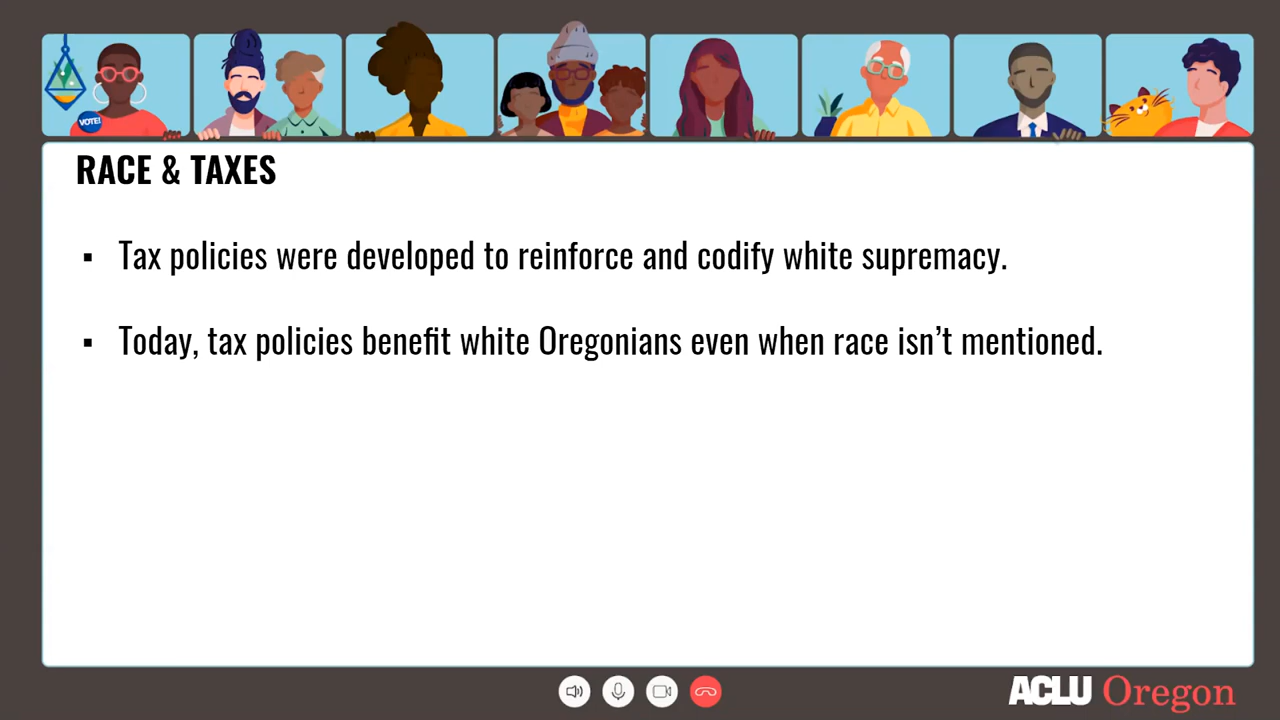 VOTE!
RACE & TAXES
▪ Tax policies were developed to reinforce and codify white supremacy.
▪ Today, tax policies benefit white Oregonians even when race isn’t mentioned.
ACLU Oregon